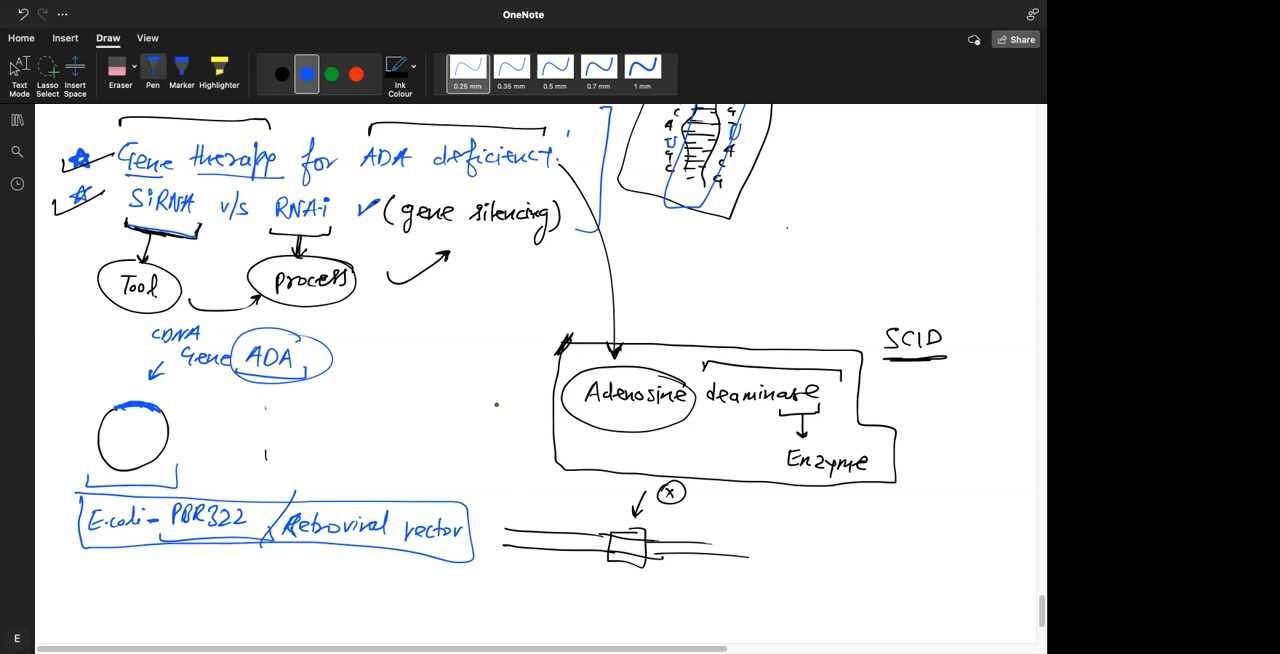 OneNote
Home Insert Draw View
Share
Text Mode
Lasso Select
Insert Space
Eraser
Pen
Marker
Highlighter
Ink Colour
0.25 mm
0.35 mm
0.5 mm
0.7 mm
1 mm
Gene therapy for ADA deficiency.
SiRNA v/s RNA-i (gene silencing)
Tool
Process
CDNA
Gene ADA
E.coli - PBR322 / Retroviral vector
SCID
Adenosine deaminase
Enzyme
x
C G
A U
U A
G C
C G
E